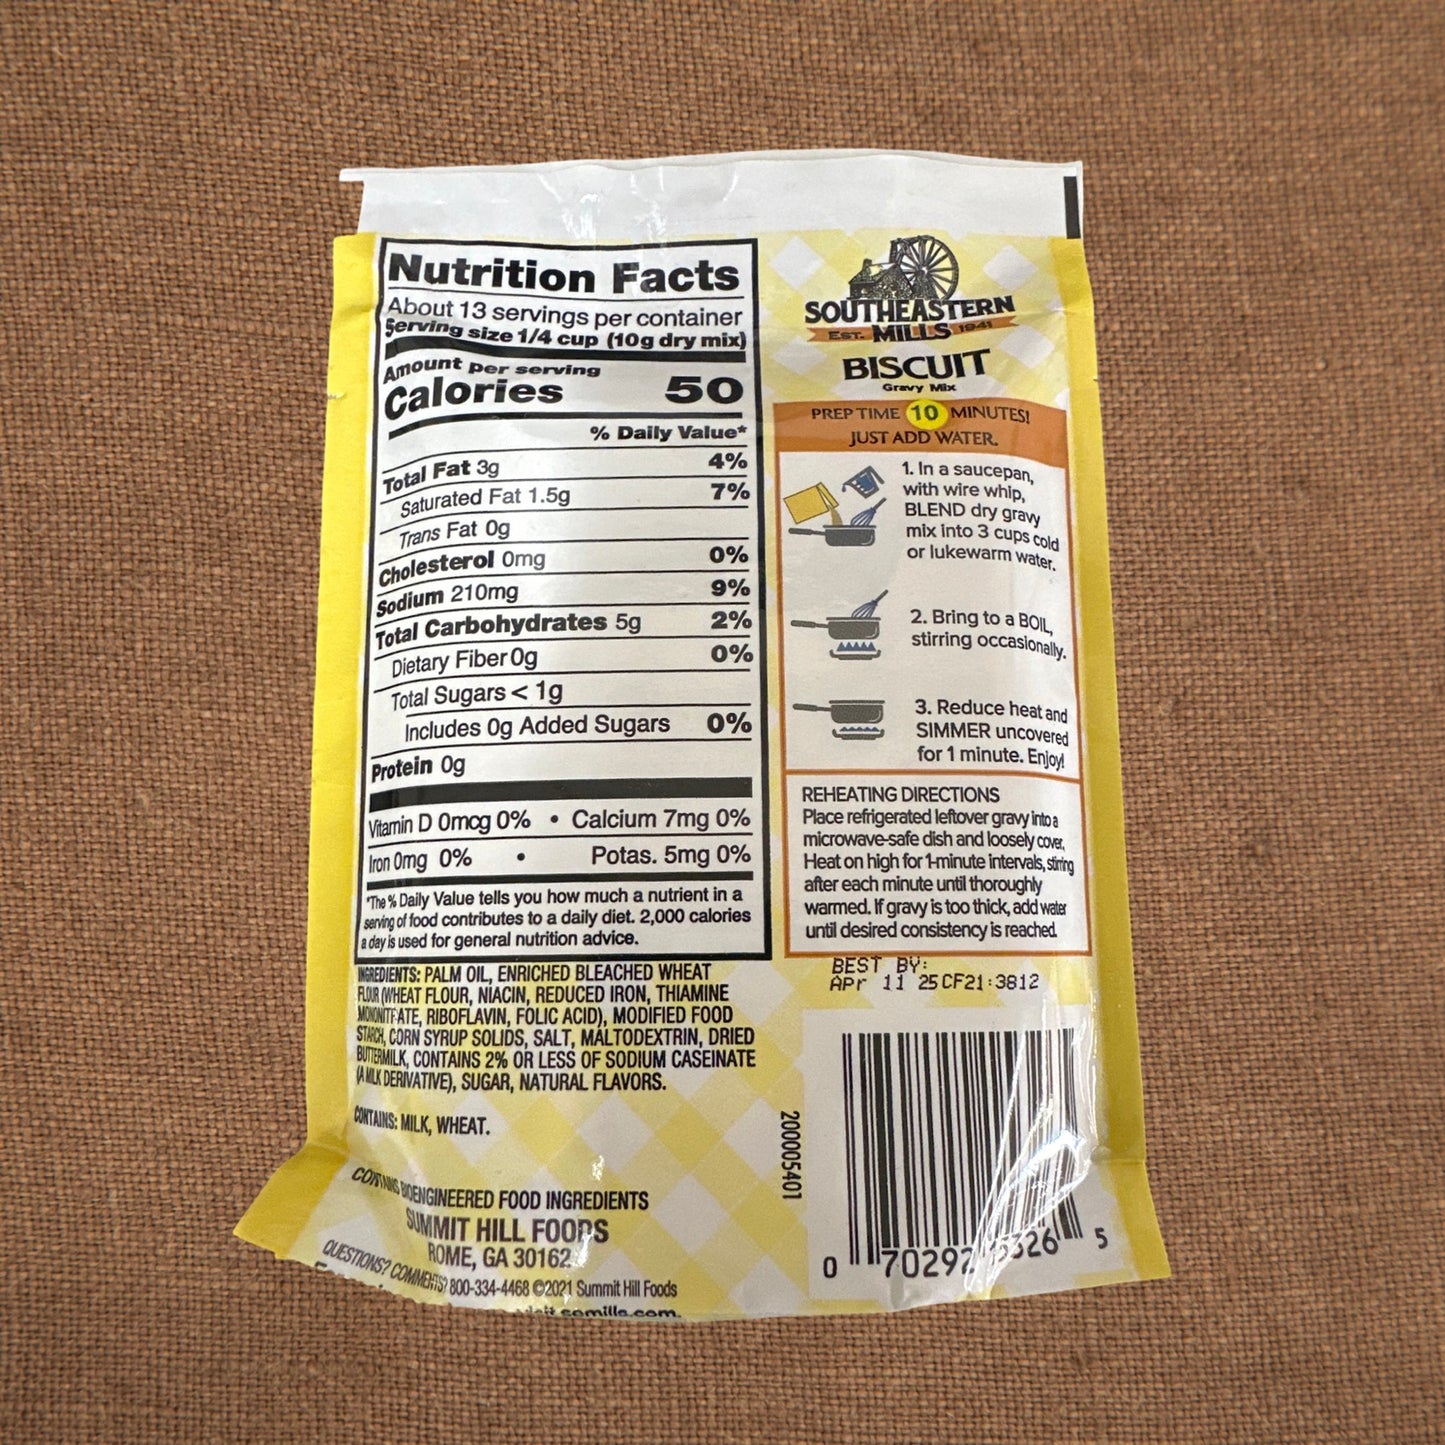 Nutrition Facts
About 13 servings per container
Serving size 1/4 cup (10g dry mix)
Amount per serving
Calories 50
% Daily Value*
Total Fat 3g 4%
Saturated Fat 1.5g 7%
Trans Fat 0g
Cholesterol 0mg 0%
Sodium 210mg 9%
Total Carbohydrates 5g 2%
Dietary Fiber 0g 0%
Total Sugars < 1g
Includes 0g Added Sugars 0%
Protein 0g
Vitamin D 0mcg 0% • Calcium 7mg 0%
Iron 0mg 0% • Potas. 5mg 0%
*The % Daily Value tells you how much a nutrient in a
serving of food contributes to a daily diet. 2,000 calories
a day is used for general nutrition advice.
INGREDIENTS: PALM OIL, ENRICHED BLEACHED WHEAT
FLOUR (WHEAT FLOUR, NIACIN, REDUCED IRON, THIAMINE
MONONITRATE, RIBOFLAVIN, FOLIC ACID), MODIFIED FOOD
STARCH, CORN SYRUP SOLIDS, SALT, MALTODEXTRIN, DRIED
BUTTERMILK, CONTAINS 2% OR LESS OF SODIUM CASEINATE
(A MILK DERIVATIVE), SUGAR, NATURAL FLAVORS.
CONTAINS: MILK, WHEAT.
CONTAINS BIOENGINEERED FOOD INGREDIENTS
SUMMIT HILL FOODS
ROME, GA 30162
QUESTIONS? COMMENTS? 800-334-4468 ©2021 Summit Hill Foods
semills.com.
SOUTHEASTERN
EST. MILLS 1941
BISCUIT
Gravy Mix
PREP TIME 10 MINUTES!
JUST ADD WATER.
1. In a saucepan,
with wire whip,
BLEND dry gravy
mix into 3 cups cold
or lukewarm water.
2. Bring to a BOIL,
stirring occasionally.
3. Reduce heat and
SIMMER uncovered
for 1 minute. Enjoy!
REHEATING DIRECTIONS
Place refrigerated leftover gravy into a
microwave-safe dish and loosely cover.
Heat on high for 1-minute intervals, stirring
after each minute until thoroughly
warmed. If gravy is too thick, add water
until desired consistency is reached.
BEST BY:
APr 11 25CF21:3812
200005401
0 70292 5